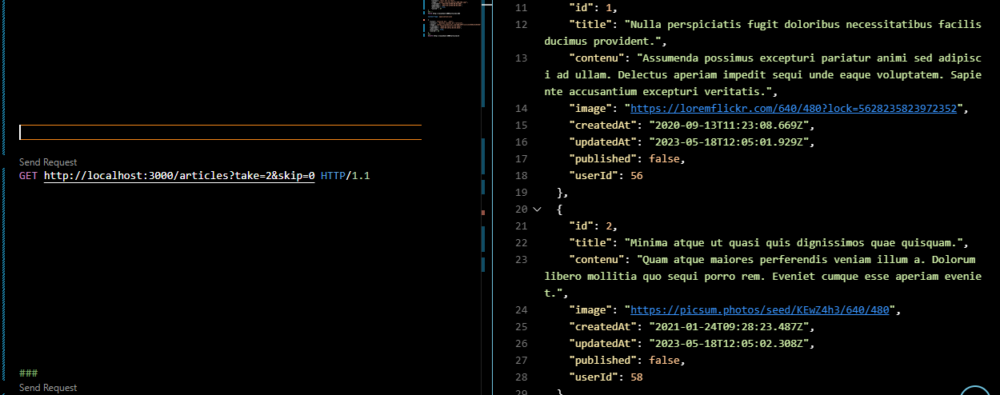 Send Request
GET http://localhost:3000/articles?take=2&skip=0 HTTP/1.1
###
Send Request
11 "id": 1,
12 "title": "Nulla perspiciatis fugit doloribus necessitatibus facilis
ducimus provident.",
13 "contenu": "Assumenda possimus excepturi pariatur animi sed adipisc
i ad ullam. Delectus aperiam impedit sequi unde eaque voluptatem. Sapie
nte accusantium excepturi veritatis.",
14 "image": "https://loremflickr.com/640/480?lock=5628235823972352",
15 "createdAt": "2020-09-13T11:23:08.669Z",
16 "updatedAt": "2023-05-18T12:05:01.929Z",
17 "published": false,
18 "userId": 56
19 },
20 {
21 "id": 2,
22 "title": "Minima atque ut quasi quis dignissimos quae quisquam.",
23 "contenu": "Quam atque maiores perferendis veniam illum a. Dolorum
libero mollitia quo sequi porro rem. Eveniet cumque esse aperiam evenie
t.",
24 "image": "https://picsum.photos/seed/KEwZ4h3/640/480",
25 "createdAt": "2021-01-24T09:28:23.487Z",
26 "updatedAt": "2023-05-18T12:05:02.308Z",
27 "published": false,
28 "userId": 58
29 }